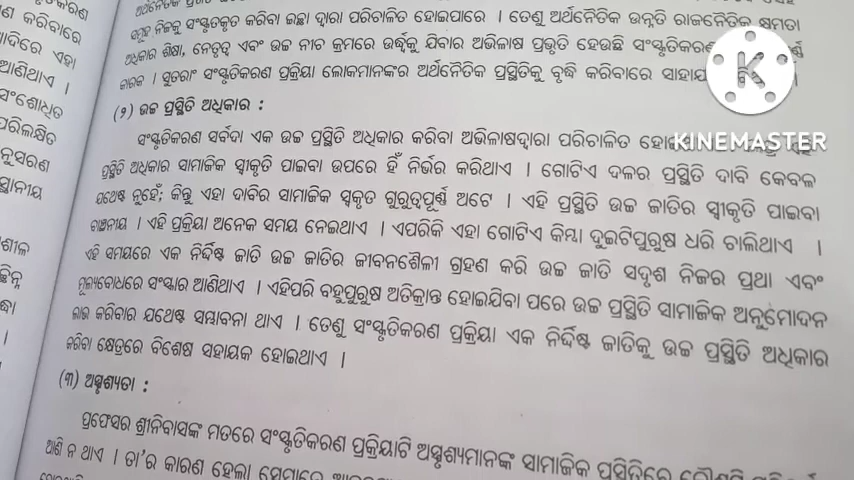 ସମୂହ ନିଜକୁ ସଂସ୍କୃତକୃତ କରିବା ଇଚ୍ଛା ଦ୍ୱାରା ପରିଚାଳିତ ହୋଇପାରେ । ତେଣୁ ଅର୍ଥନୈତିକ ଉନ୍ନତି ରାଜନୈତିକ କ୍ଷମତା
ଅଧିକାର ଶିକ୍ଷା, ନେତୃତ୍ୱ ଏବଂ ଉଚ୍ଚ ନୀଚ କ୍ରମରେ ଉର୍ଦ୍ଧ୍ୱକୁ ଯିବାର ଅଭିଳାଷ ପ୍ରଭୃତି ହେଉଛି ସଂସ୍କୃତିକରଣ
କାରକ । ସୁତରାଂ ସଂସ୍କୃତିକରଣ ପ୍ରକ୍ରିୟା ଲୋକମାନଙ୍କର ଅର୍ଥନୈତିକ ପ୍ରସ୍ଥିତିକୁ ବୃଦ୍ଧି କରିବାରେ
(୨) ଉଚ୍ଚ ପ୍ରସ୍ଥିତି ଅଧିକାର :
ସଂସ୍କୃତିକରଣ ସର୍ବଦା ଏକ ଉଚ୍ଚ ପ୍ରସ୍ଥିତି ଅଧିକାର କରିବା ଅଭିଳାଷଦ୍ୱାରା ପରିଚାଳିତ
ପ୍ରସ୍ଥିତି ଅଧିକାର ସାମାଜିକ ସ୍ୱୀକୃତି ପାଇବା ଉପରେ ହିଁ ନିର୍ଭର କରିଥାଏ । ଗୋଟିଏ ଦଳର ପ୍ରସ୍ଥିତି ଦାବି କେବଳ
ଯଥେଷ୍ଟ ନୁହେଁ; କିନ୍ତୁ ଏହା ଦାବିର ସାମାଜିକ ସ୍ୱକୃତ ଗୁରୁତ୍ୱପୂର୍ଣ୍ଣ ଅଟେ । ଏହି ପ୍ରସ୍ଥିତି ଉଚ୍ଚ ଜାତିର ସ୍ୱୀକୃତି ପାଇବା
ବାଞ୍ଚନୀୟ । ଏହି ପ୍ରକ୍ରିୟା ଅନେକ ସମୟ ନେଇଥାଏ । ଏପରିକି ଏହା ଗୋଟିଏ କିମ୍ବା ଦୁଇଟିପୁରୁଷ ଧରି ଚାଲିଥାଏ ।
ଏହି ସମୟରେ ଏକ ନିର୍ଦ୍ଦିଷ୍ଟ ଜାତି ଉଚ୍ଚ ଜାତିର ଜୀବନଶୈଳୀ ଗ୍ରହଣ କରି ଉଚ୍ଚ ଜାତି ସଦୃଶ ନିଜର ପ୍ରଥା ଏବଂ
ମୂଲ୍ୟବୋଧରେ ସଂସ୍କାର ଆଣିଥାଏ । ଏହିପରି ବହୁପୁରୁଷ ଅତିକ୍ରାନ୍ତ ହୋଇଯିବା ପରେ ଉଚ୍ଚ ପ୍ରସ୍ଥିତି ସାମାଜିକ ଅନୁମୋଦନ
ଲାଭ କରିବାର ଯଥେଷ୍ଟ ସମ୍ଭାବନା ଥାଏ । ତେଣୁ ସଂସ୍କୃତିକରଣ ପ୍ରକ୍ରିୟା ଏକ ନିର୍ଦ୍ଦିଷ୍ଟ ଜାତିକୁ ଉଚ୍ଚ ପ୍ରସ୍ଥିତି ଅଧିକାର
କରିବା କ୍ଷେତ୍ରରେ ବିଶେଷ ସହାୟକ ହୋଇଥାଏ ।
(୩) ଅସ୍ପୃଶ୍ୟତା :
ପ୍ରଫେସର ଶ୍ରୀନିବାସଙ୍କ ମତରେ ସଂସ୍କୃତିକରଣ ପ୍ରକ୍ରିୟାଟି ଅସ୍ପୃଶ୍ୟମାନଙ୍କ ସାମାଜିକ
ଆଣି ନ ଥାଏ । ତା'ର କାରଣ ହେଲା
KINEMASTER